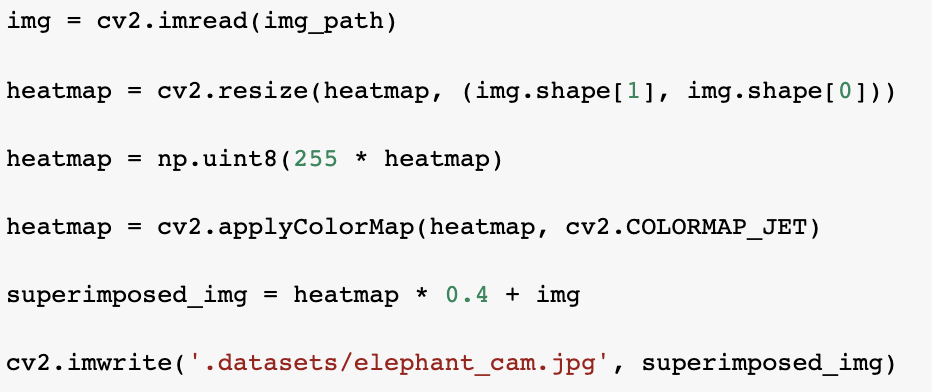 img = cv2.imread(img_path)
heatmap = cv2.resize(heatmap, (img.shape[1], img.shape[0]))
heatmap = np.uint8(255 * heatmap)
heatmap = cv2.applyColorMap(heatmap, cv2.COLORMAP_JET)
superimposed_img = heatmap * 0.4 + img
cv2.imwrite('.datasets/elephant_cam.jpg', superimposed_img)